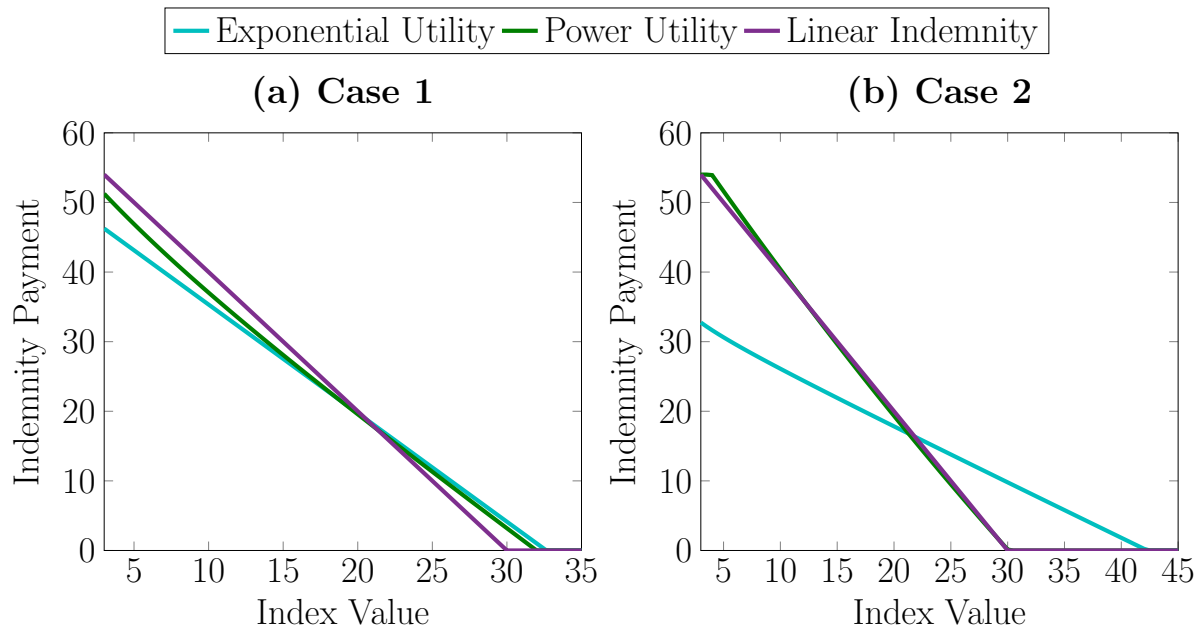 Exponential Utility Power Utility Linear Indemnity
(a) Case 1
(b) Case 2
60
50
40
30
20
10
0
Indemnity Payment
5 10 15 20 25 30 35
Index Value
60
50
40
30
20
10
0
Indemnity Payment
5 10 15 20 25 30 35 40 45
Index Value